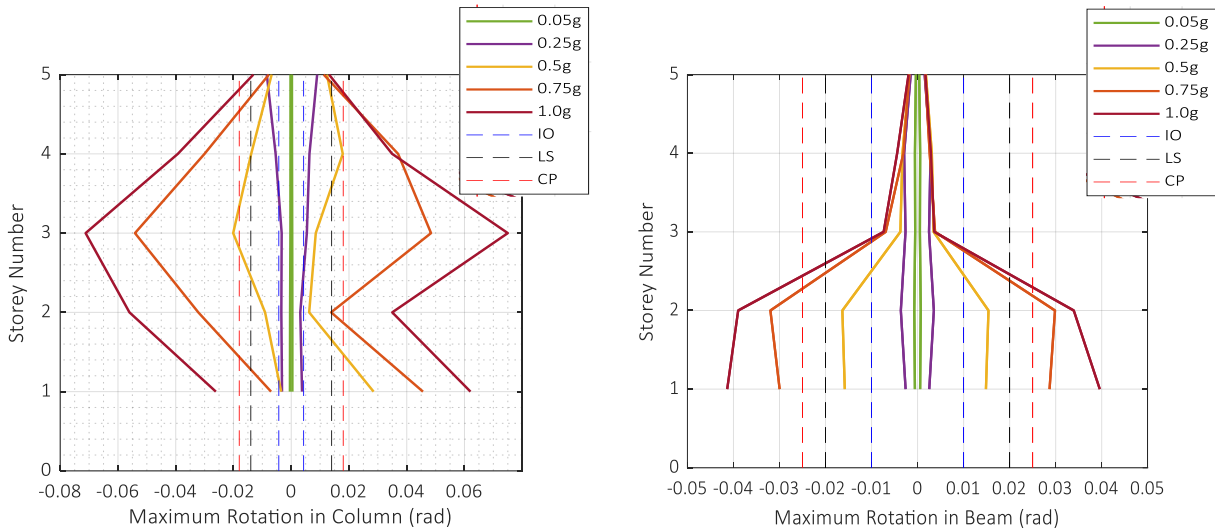 0.05g
0.25g
0.5g
0.75g
1.0g
IO
LS
CP
5
4
3
2
1
0
Storey Number
-0.08
-0.06
-0.04
-0.02
0
0.02
0.04
0.06
Maximum Rotation in Column (rad)
0.05g
0.25g
0.5g
0.75g
1.0g
IO
LS
CP
5
4
3
2
1
0
Storey Number
-0.05
-0.04
-0.03
-0.02
-0.01
0
0.01
0.02
0.03
0.04
0.05
Maximum Rotation in Beam (rad)